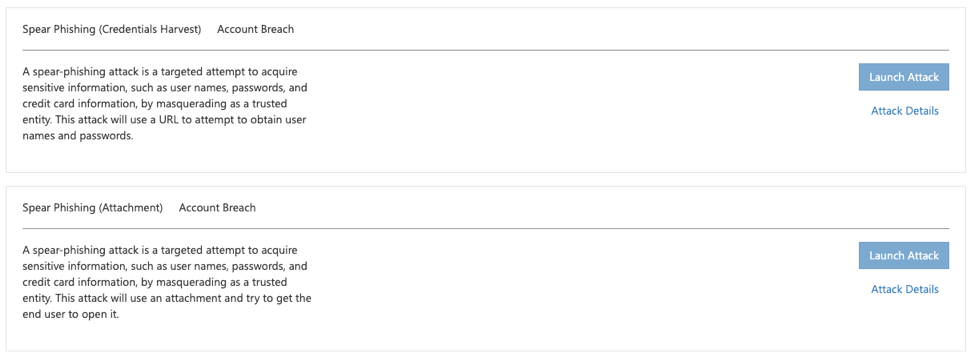 Spear Phishing (Credentials Harvest) Account Breach
A spear-phishing attack is a targeted attempt to acquire
sensitive information, such as user names, passwords, and
credit card information, by masquerading as a trusted
entity. This attack will use a URL to attempt to obtain user
names and passwords.
Launch Attack
Attack Details
Spear Phishing (Attachment) Account Breach
A spear-phishing attack is a targeted attempt to acquire
sensitive information, such as user names, passwords, and
credit card information, by masquerading as a trusted
entity. This attack will use an attachment and try to get the
end user to open it.
Launch Attack
Attack Details